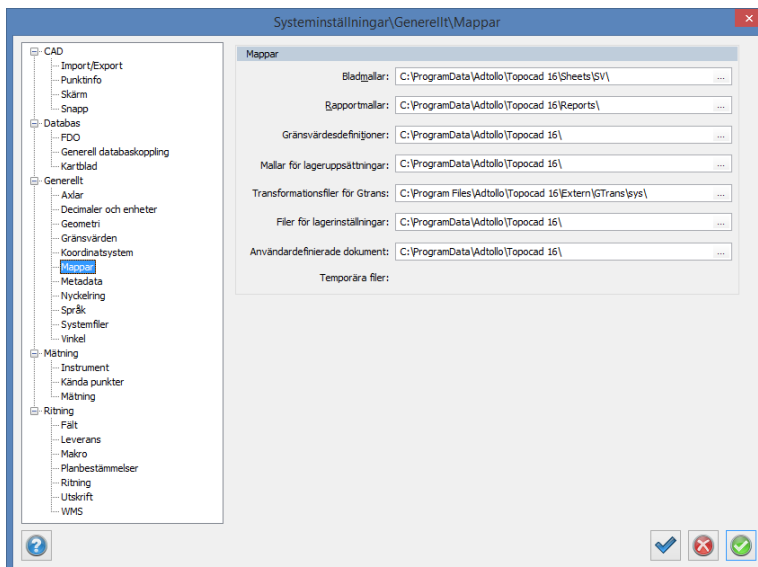 Systeminställningar\Generellt\Mappar
CAD
Import/Export
Punktinfo
Skärm
Snapp
Databas
FDO
Generell databaskoppling
Kartblad
Generellt
Axlar
Decimaler och enheter
Geometri
Gränsvärden
Koordinatsystem
Mappar
Metadata
Nyckelring
Språk
Systemfiler
Vinkel
Mätning
Instrument
Kända punkter
Mätning
Ritning
Fält
Leverans
Makro
Planbestämmelser
Ritning
Utskrift
WMS
Mappar
Bladmallar: C:\ProgramData\Adtollo\Topocad 16\Sheets\SV\ ...
Rapportmallar: C:\ProgramData\Adtollo\Topocad 16\Reports\ ...
Gränsvärdesdefinitioner: C:\ProgramData\Adtollo\Topocad 16\ ...
Mallar för lageruppsättningar: C:\ProgramData\Adtollo\Topocad 16\ ...
Transformationsfiler för Gtrans: C:\Program Files\Adtollo\Topocad 16\Extern\GTrans\sys\ ...
Filer för lagerinställningar: C:\ProgramData\Adtollo\Topocad 16\ ...
Användardefinierade dokument: C:\ProgramData\Adtollo\Topocad 16\ ...
Temporära filer: